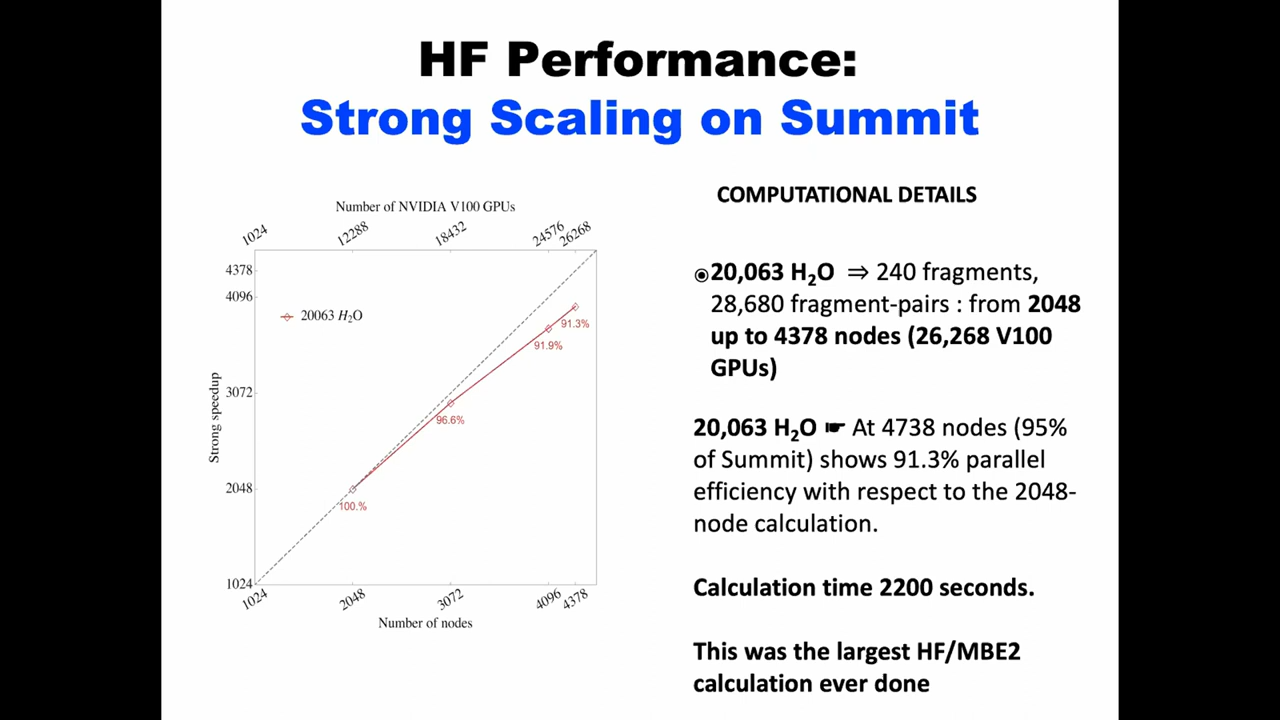 HF Performance:
Strong Scaling on Summit
Number of NVIDIA V100 GPUs
1024 12288 18432 24576 26268
4378
4096
3072
2048
1024
Strong speedup
20063 H₂O
100.%
96.6%
91.9%
91.3%
1024 2048 3072 4096 4378
Number of nodes
COMPUTATIONAL DETAILS
20,063 H₂O ⇒ 240 fragments,
28,680 fragment-pairs : from 2048
up to 4378 nodes (26,268 V100
GPUs)
20,063 H₂O ☛ At 4738 nodes (95%
of Summit) shows 91.3% parallel
efficiency with respect to the 2048-
node calculation.
Calculation time 2200 seconds.
This was the largest HF/MBE2
calculation ever done